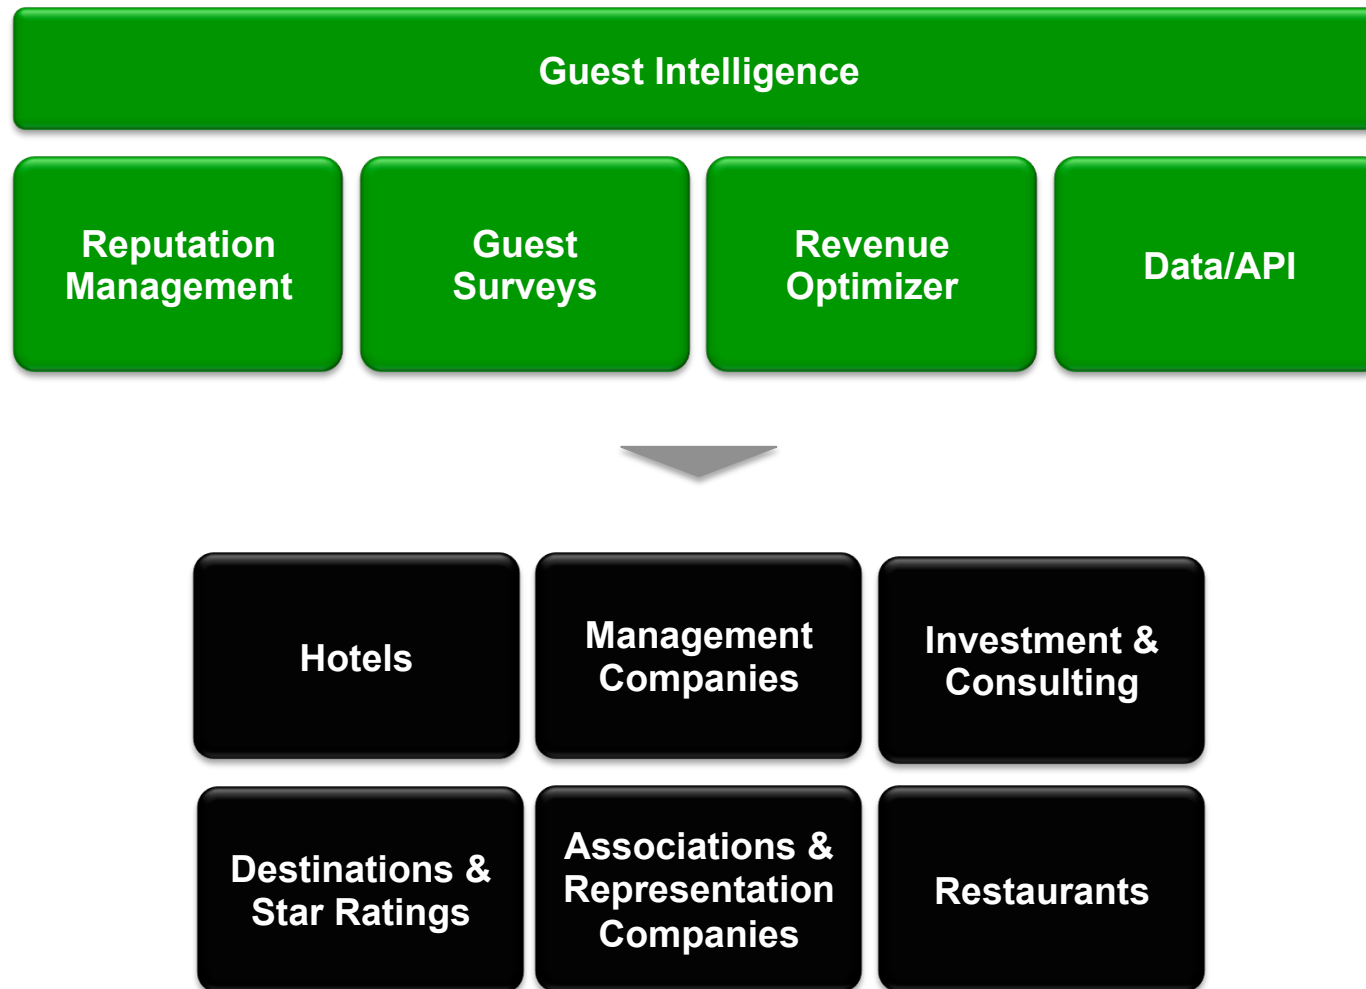 Guest Intelligence
Reputation
Management
Guest
Surveys
Revenue
Optimizer
Data/API
Hotels
Management
Companies
Investment &
Consulting
Destinations &
Star Ratings
Associations &
Representation
Companies
Restaurants